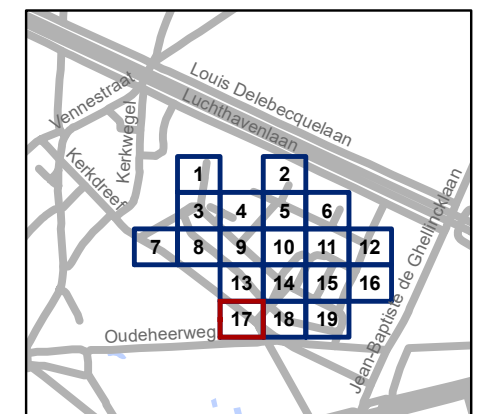 Louis Delebecquelaan
Luchthavenlaan
Vennestraat
Kerkwegel
Kerkdreef
1 2
3 4 5 6
7 8 9 10 11 12
13 14 15 16
17 18 19
Oudeheerweg
Jean-Baptiste de Ghellincklaan